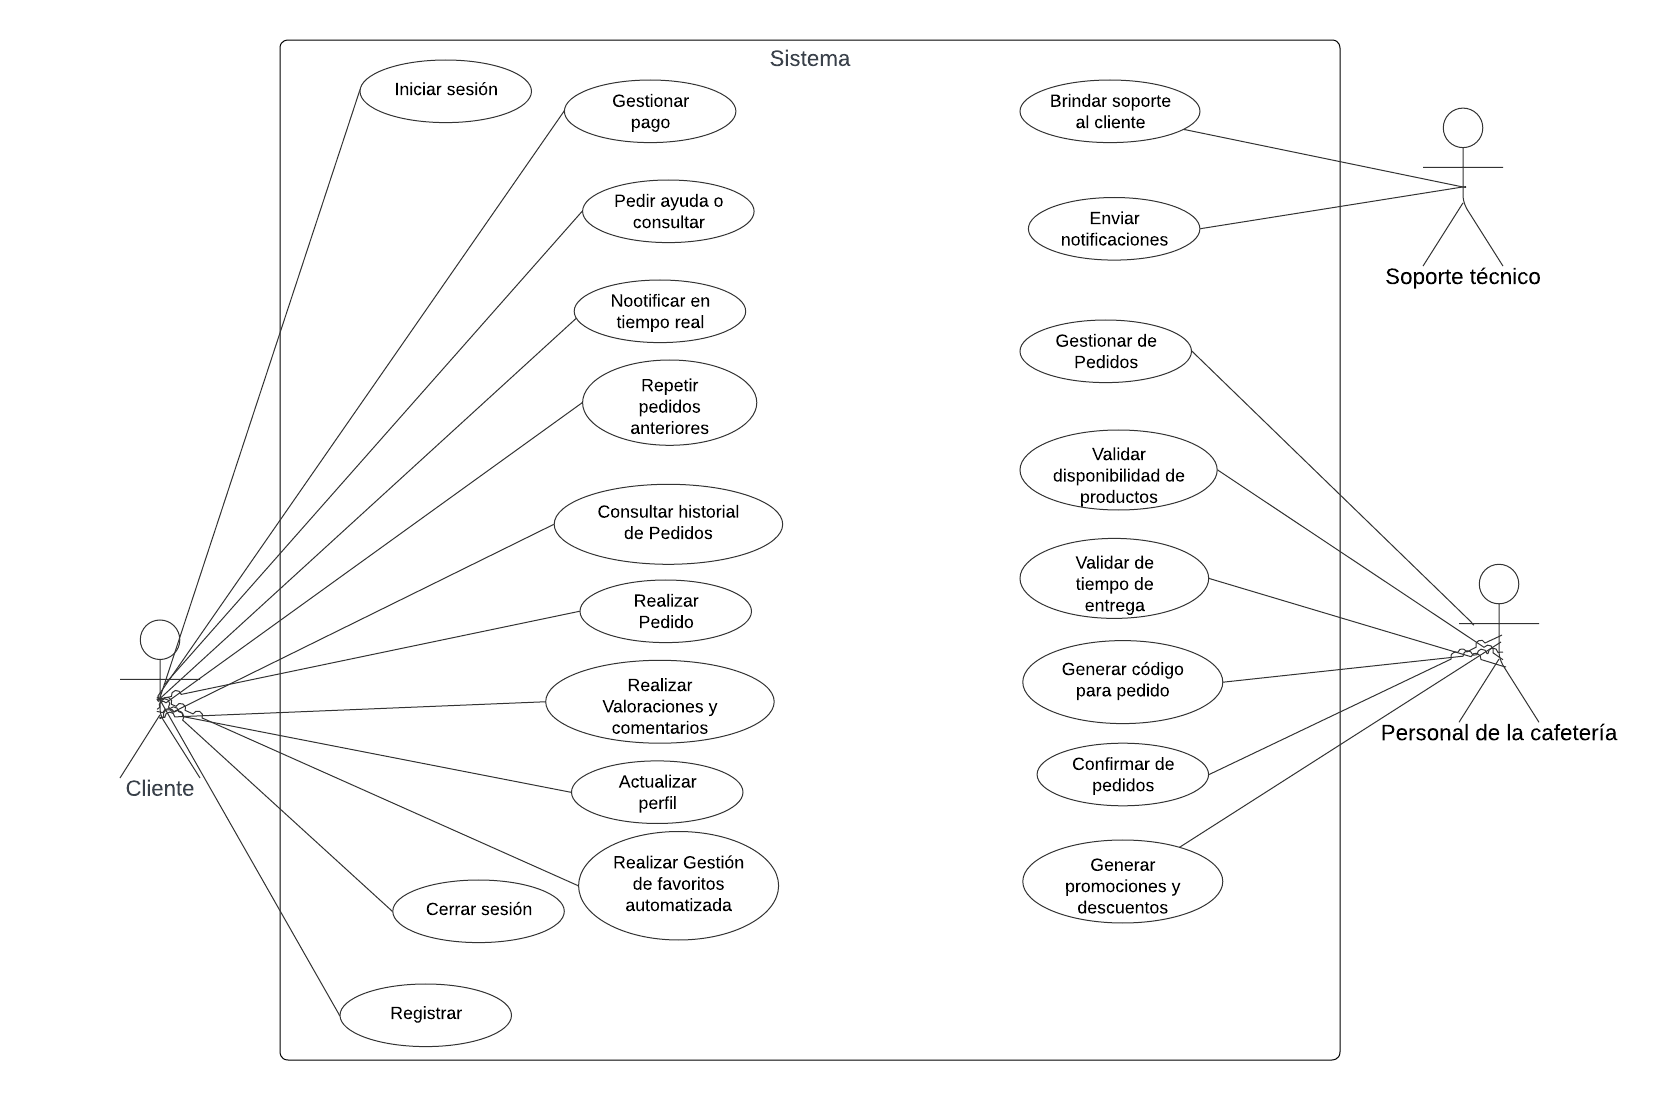 Sistema
Iniciar sesión
Gestionar
pago
Pedir ayuda o
consultar
Nootificar en
tiempo real
Repetir
pedidos
anteriores
Consultar historial
de Pedidos
Realizar
Pedido
Realizar
Valoraciones y
comentarios
Actualizar
perfil
Realizar Gestión
de favoritos
automatizada
Cerrar sesión
Registrar
Cliente
Brindar soporte
al cliente
Enviar
notificaciones
Gestionar de
Pedidos
Validar
disponibilidad de
productos
Validar de
tiempo de
entrega
Generar código
para pedido
Confirmar de
pedidos
Generar
promociones y
descuentos
Soporte técnico
Personal de la cafetería